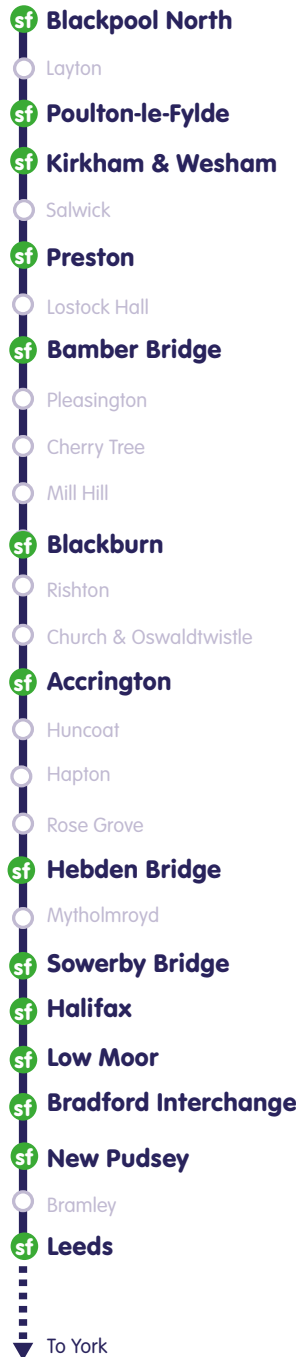 sf Blackpool North
Layton
sf Poulton-le-Fylde
sf Kirkham & Wesham
Salwick
sf Preston
Lostock Hall
sf Bamber Bridge
Pleasington
Cherry Tree
Mill Hill
sf Blackburn
Rishton
Church & Oswaldtwistle
sf Accrington
Huncoat
Hapton
Rose Grove
sf Hebden Bridge
Mytholmroyd
sf Sowerby Bridge
sf Halifax
sf Low Moor
sf Bradford Interchange
sf New Pudsey
Bramley
sf Leeds
To York